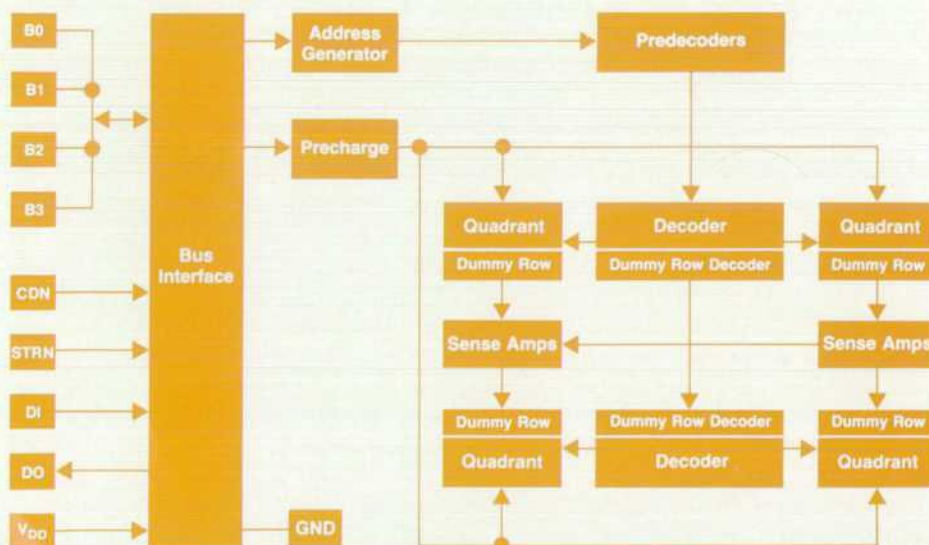 B0
B1
B2
B3
CDN
STRN
DI
DO
VDD
Bus
Interface
Address
Generator
Predecoders
Precharge
GND
Quadrant
Decoder
Quadrant
Dummy Row
Dummy Row Decoder
Dummy Row
Sense Amps
Sense Amps
Dummy Row
Dummy Row Decoder
Dummy Row
Quadrant
Decoder
Quadrant